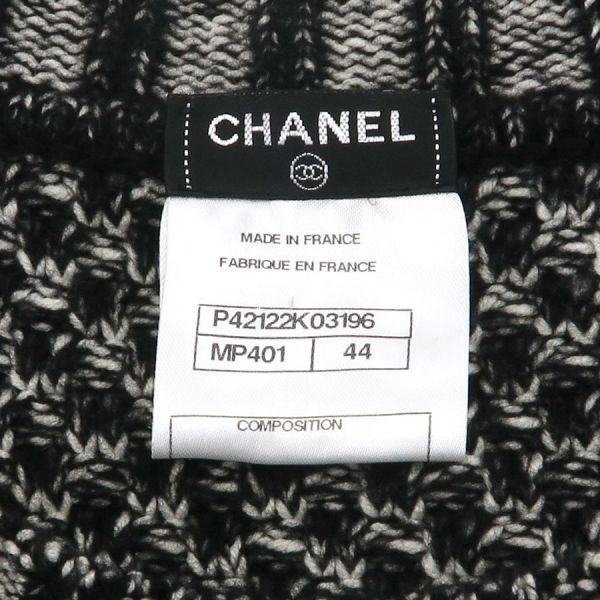 CHANEL
MADE IN FRANCE
FABRIQUE EN FRANCE
P42122K03196
MP401 44
COMPOSITION